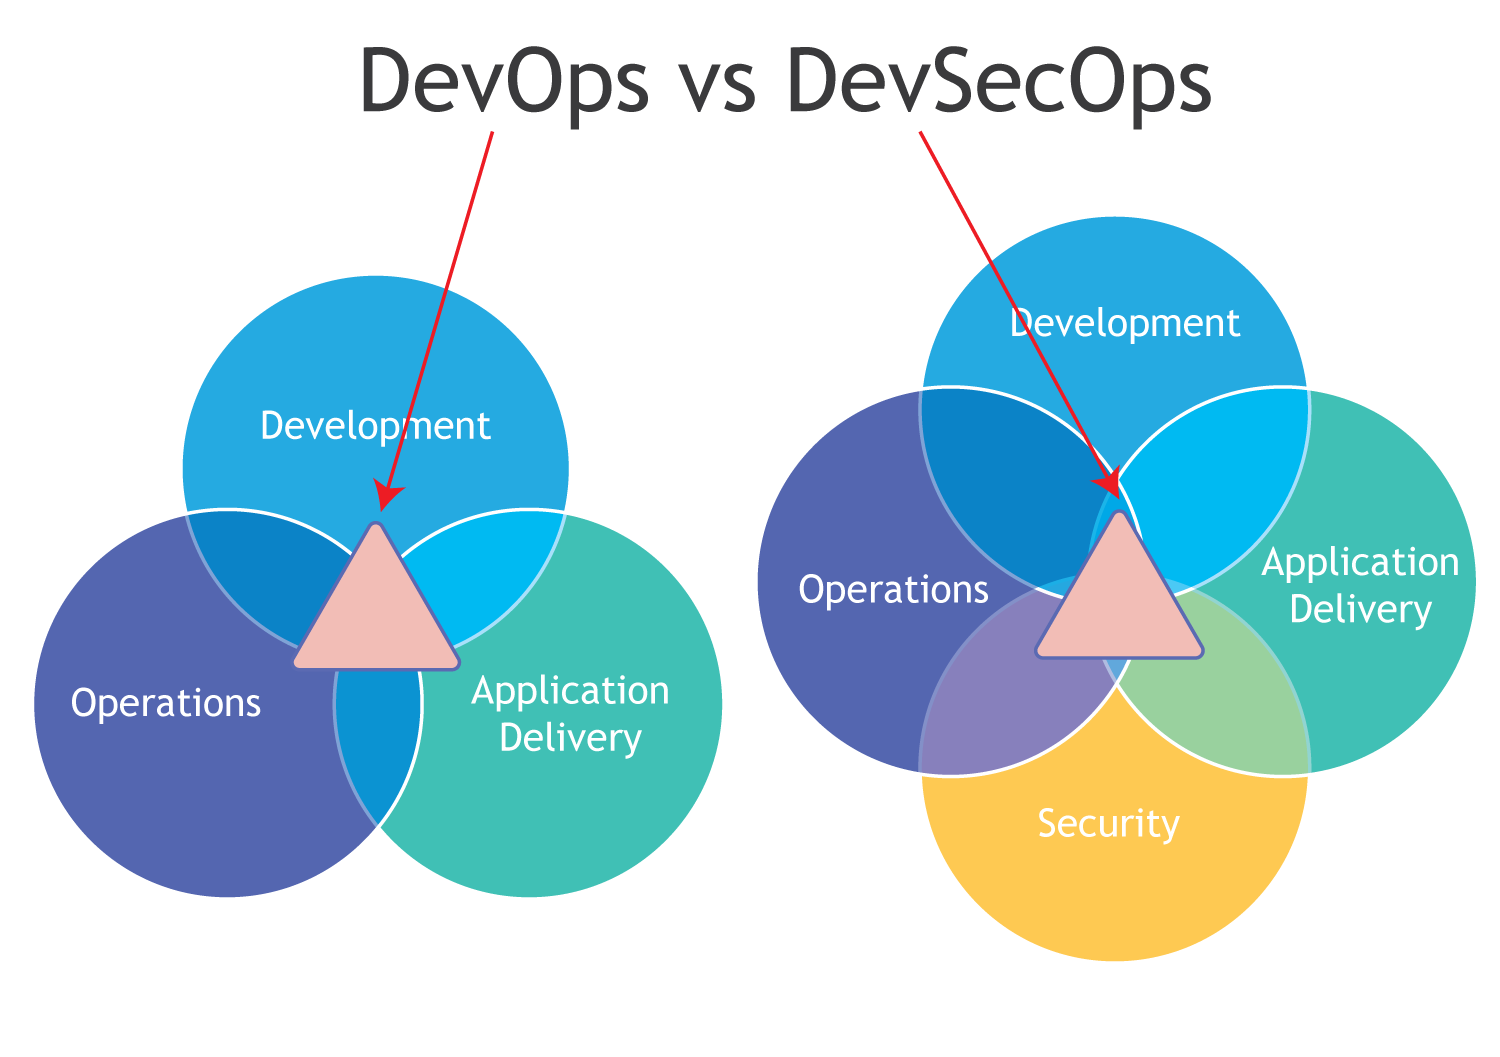 DevOps vs DevSecOps
Development
Operations
Application
Delivery
Development
Operations
Application
Delivery
Security